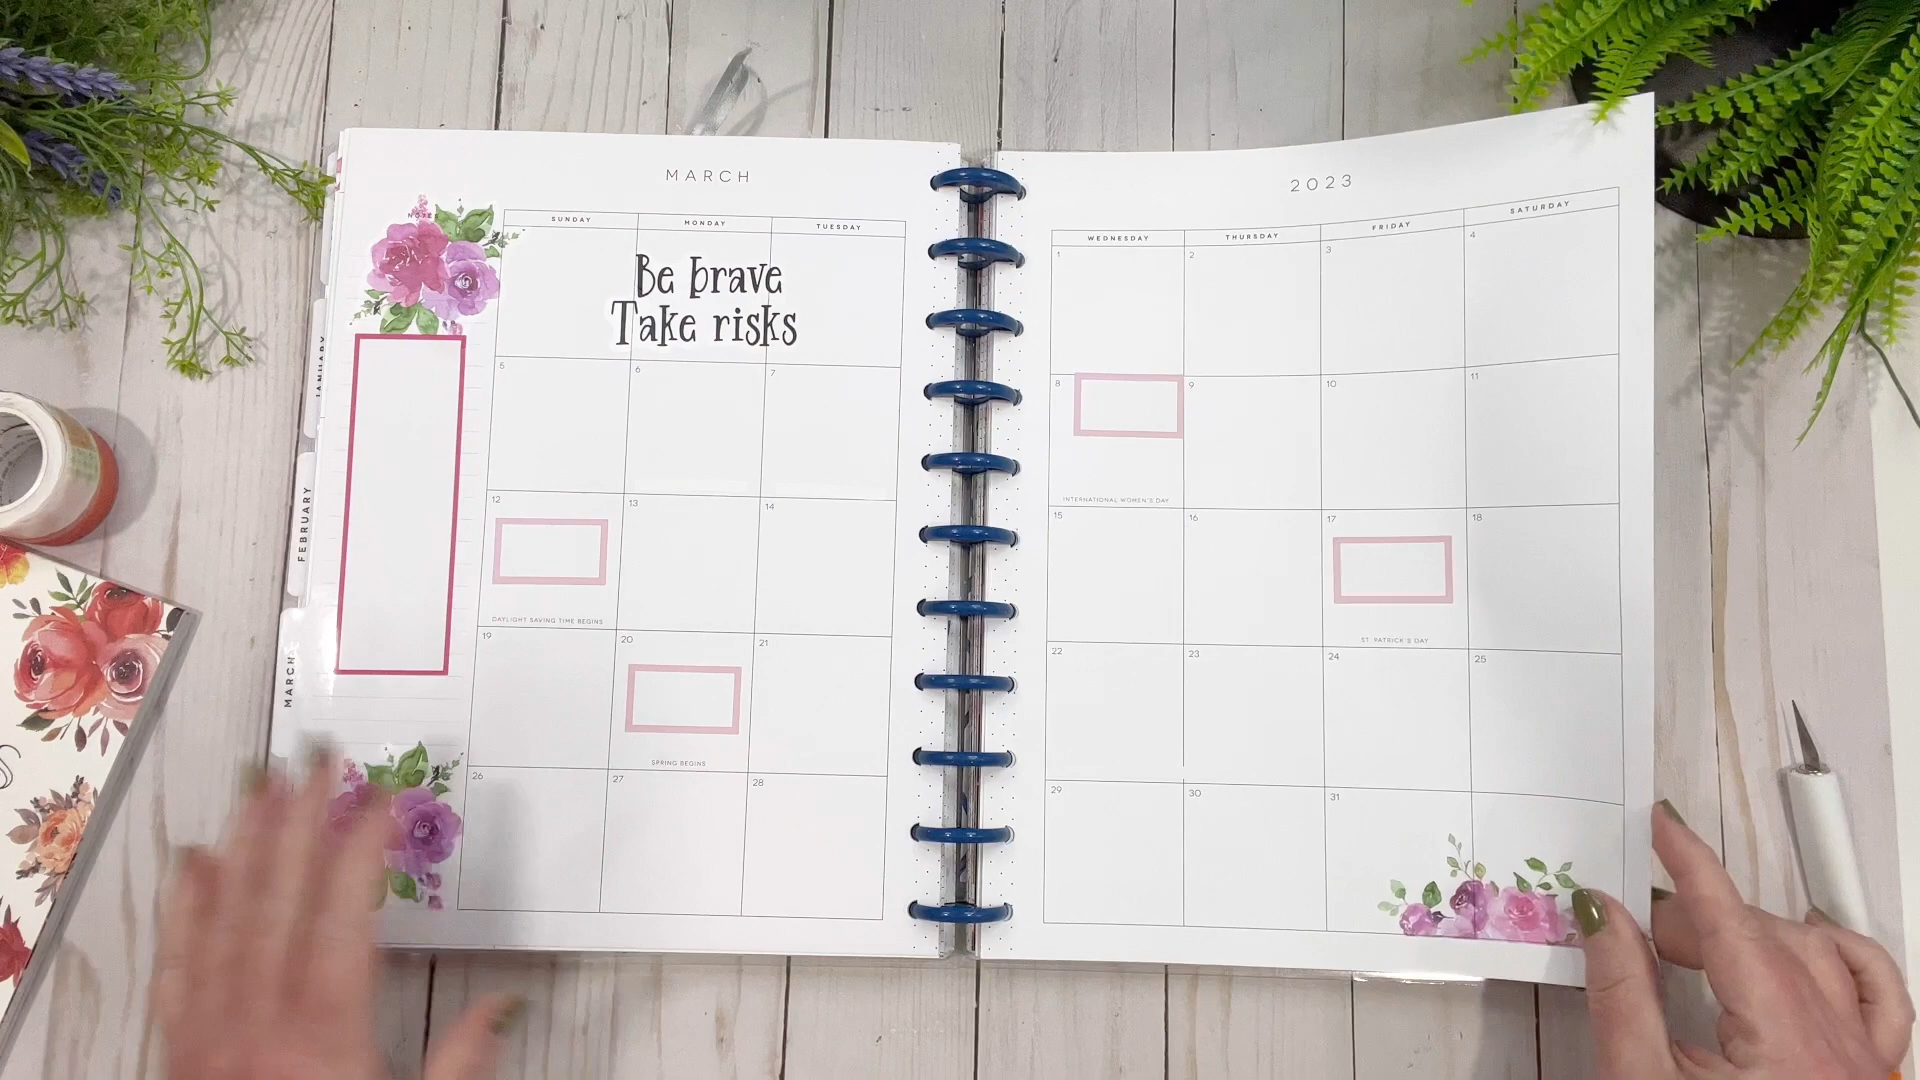 MARCH
NOTES
SUNDAY MONDAY TUESDAY
Be brave
Take risks
5 6 7
12 13 14
DAYLIGHT SAVING TIME BEGINS
19 20 21
SPRING BEGINS
26 27 28
2023
WEDNESDAY THURSDAY FRIDAY SATURDAY
1 2 3 4
8 9 10 11
INTERNATIONAL WOMEN'S DAY
15 16 17 18
ST. PATRICK'S DAY
22 23 24 25
29 30 31
JANUARY
FEBRUARY
MARCH